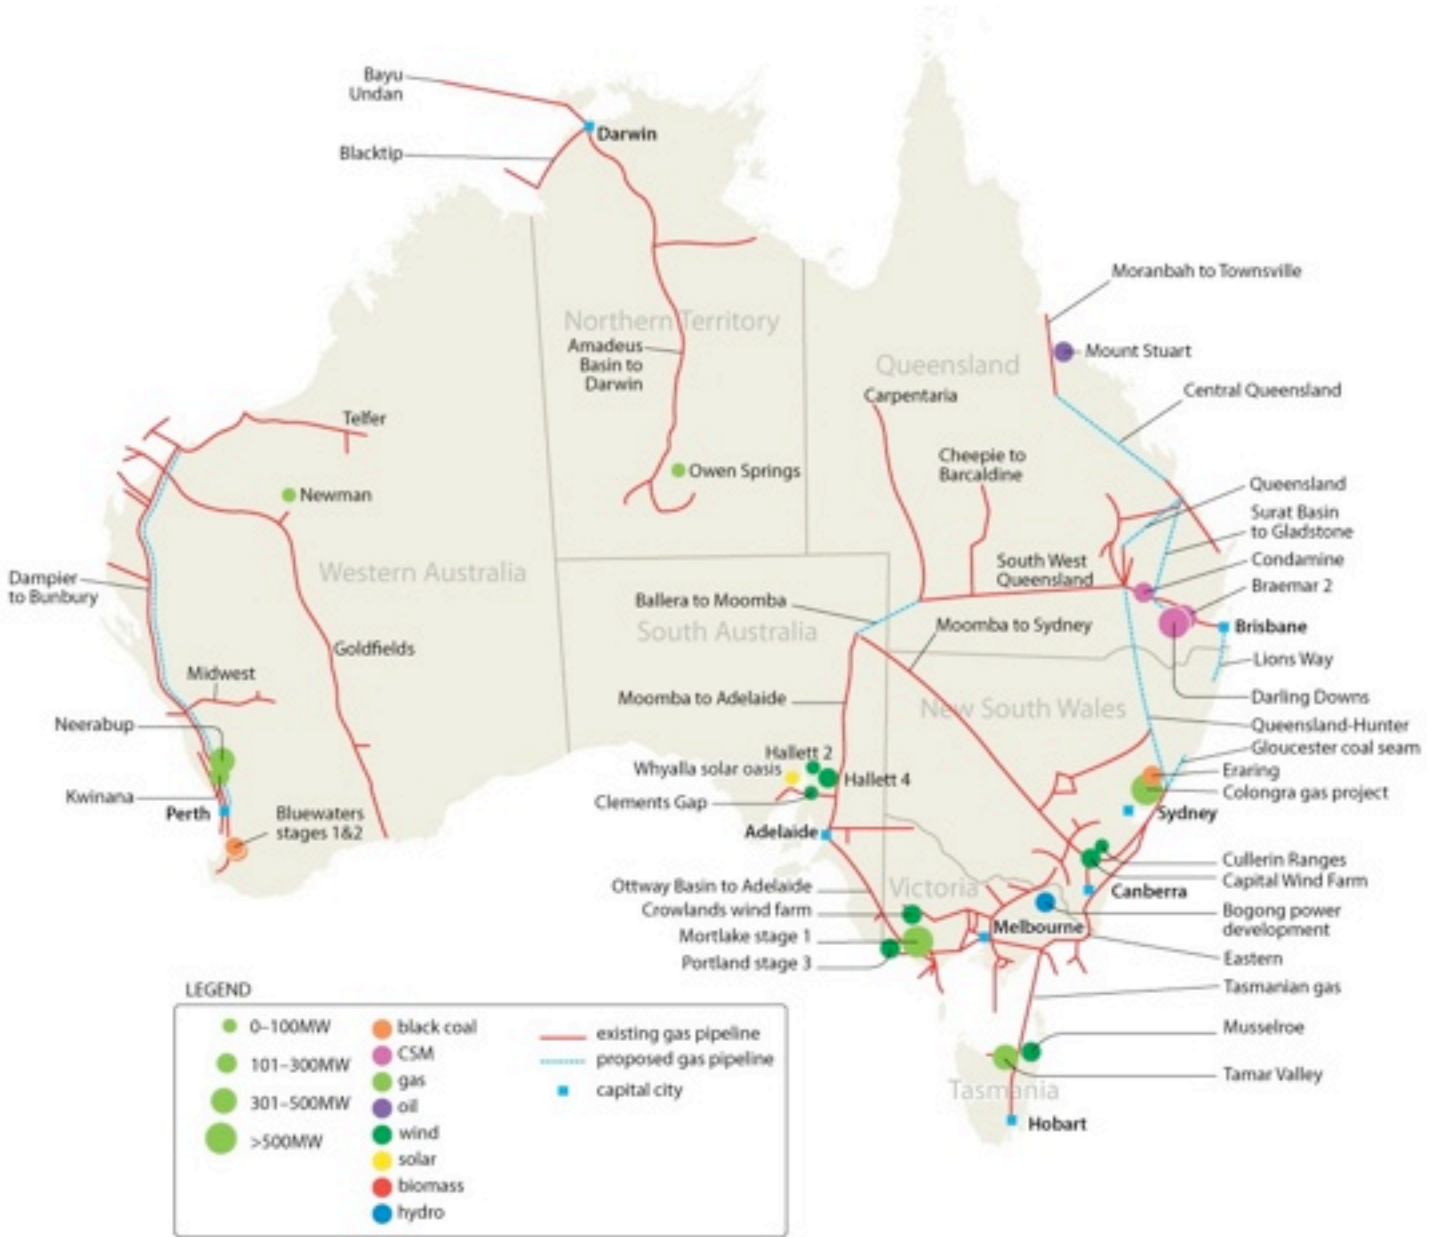 Bayu
Undan
Darwin
Blacktip
Moranbah to Townsville
Northern Territory
Amadeus
Basin to
Darwin
Mount Stuart
Queensland
Central Queensland
Carpentaria
Telfer
Cheepie to
Barcaldine
Owen Springs
Queensland
Newman
Surat Basin
to Gladstone
South West
Queensland
Condamine
Western Australia
Dampier
to Bunbury
Braemar 2
Ballera to Moomba
South Australia
Moomba to Sydney
Brisbane
Goldfields
Lions Way
Midwest
Moomba to Adelaide
Darling Downs
New South Wales
Neerabup
Queensland-Hunter
Hallett 2
Gloucester coal seam
Whyalla solar oasis
Hallett 4
Eraring
Kwinana
Clements Gap
Colongra gas project
Perth
Bluewaters
stages 1&2
Sydney
Adelaide
Cullerin Ranges
Ottway Basin to Adelaide
Victoria
Capital Wind Farm
Canberra
Crowlands wind farm
Bogong power
development
Melbourne
Mortlake stage 1
Eastern
Portland stage 3
Tasmanian gas
Musselroe
Tamar Valley
Tasmania
Hobart
LEGEND
0–100MW
101–300MW
301–500MW
>500MW
black coal
CSM
gas
oil
wind
solar
biomass
hydro
existing gas pipeline
proposed gas pipeline
capital city